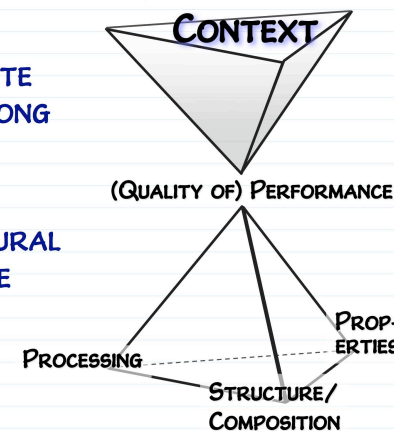 CONTEXT
TE
ONG
(QUALITY OF) PERFORMANCE
URAL
E
PROP-
ERTIES
PROCESSING
STRUCTURE/
COMPOSITION